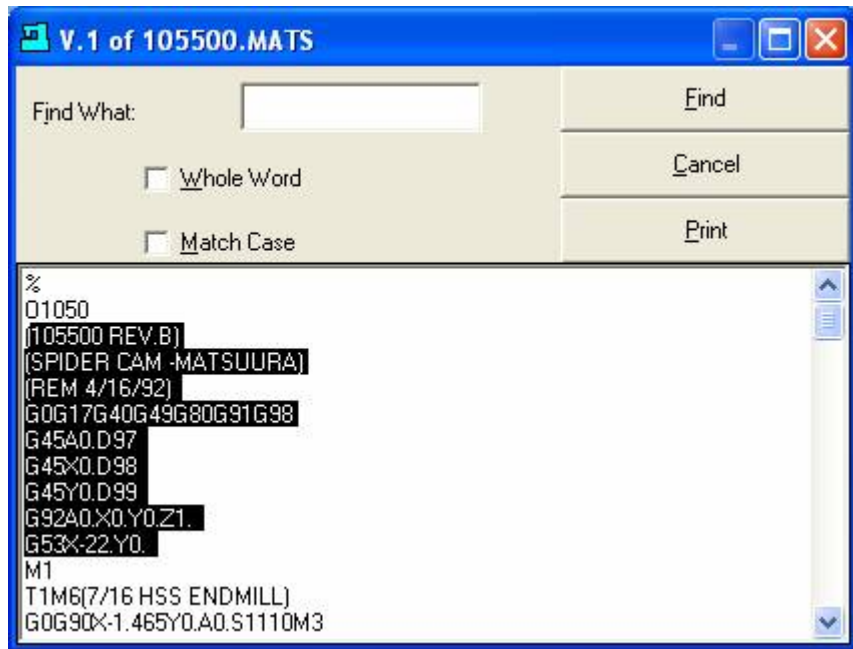 V.1 of 105500.MATS
Find What:
Find
Whole Word
Cancel
Match Case
Print
%
O1050
(105500 REV.B)
(SPIDER CAM -MATSUURA)
(REM 4/16/92)
G0G17G40G49G80G91G98
G45A0.D97
G45X0.D98
G45Y0.D99
G92A0.X0.Y0.Z1.
G53X-22.Y0.
M1
T1M6(7/16 HSS ENDMILL)
G0G90X-1.465Y0.A0.S1110M3